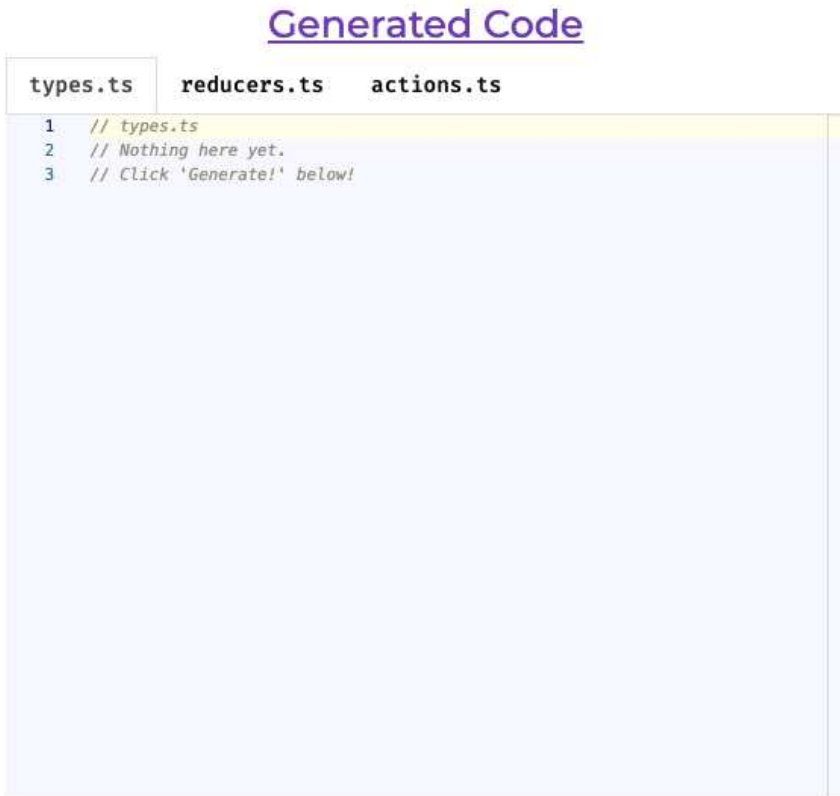 Generated Code
types.ts reducers.ts actions.ts
1 // types.ts
2 // Nothing here yet.
3 // Click 'Generate!' below!